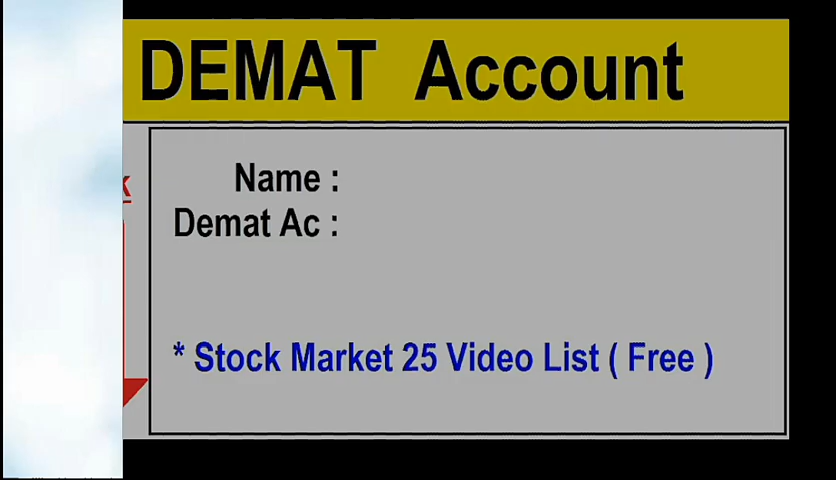 DEMAT Account
Name :
Demat Ac :
* Stock Market 25 Video List ( Free )